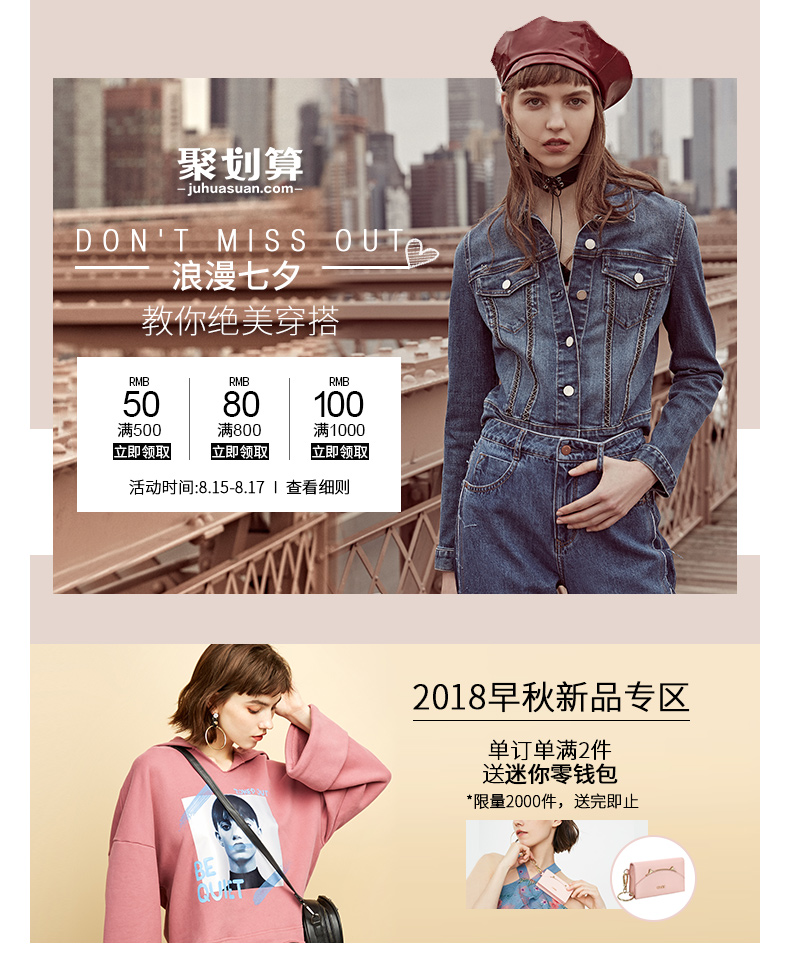 聚划算
juhuasuan.com
DON'T MISS OUT
浪漫七夕
教你绝美穿搭
RMB RMB RMB
50 80 100
满500 满800 满1000
立即领取 立即领取 立即领取
活动时间:8.15-8.17 | 查看细则
2018早秋新品专区
单订单满2件
送迷你零钱包
*限量2000件，送完即止
BE
QUIET